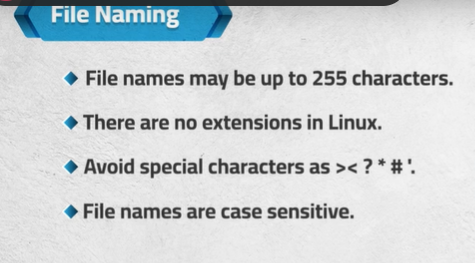 File Naming
File names may be up to 255 characters.
There are no extensions in Linux.
Avoid special characters as >< ? * # '.
File names are case sensitive.